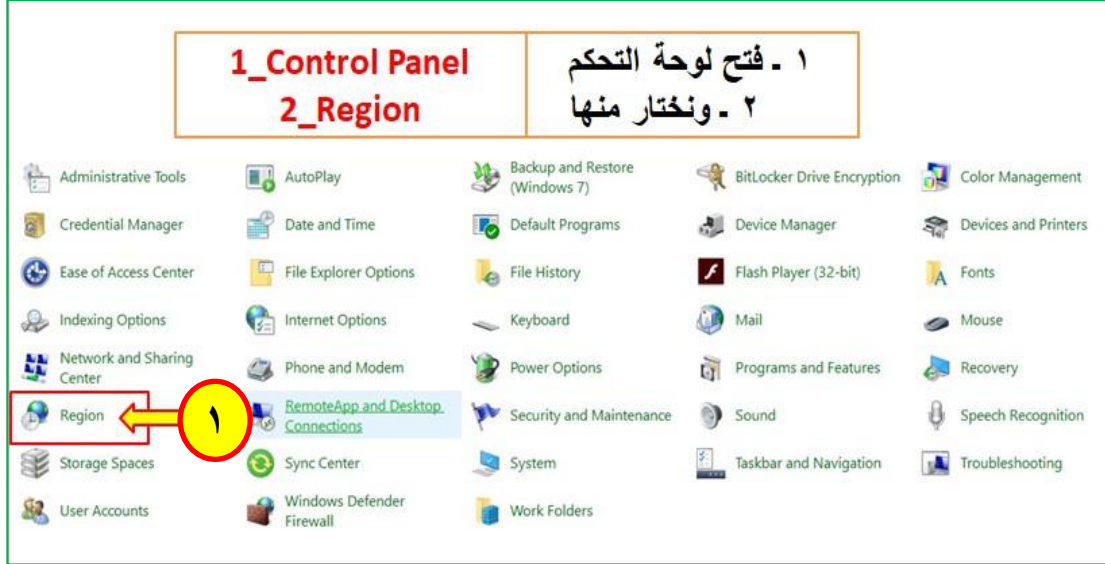 1_Control Panel
2_Region
١ ـ فتح لوحة التحكم
٢ ـ ونختار منها
Administrative Tools
AutoPlay
Backup and Restore
(Windows 7)
BitLocker Drive Encryption
Color Management
Credential Manager
Date and Time
Default Programs
Device Manager
Devices and Printers
Ease of Access Center
File Explorer Options
File History
Flash Player (32-bit)
Fonts
Indexing Options
Internet Options
Keyboard
Mail
Mouse
Network and Sharing
Center
Phone and Modem
Power Options
Programs and Features
Recovery
Region
١
RemoteApp and Desktop
Connections
Security and Maintenance
Sound
Speech Recognition
Storage Spaces
Sync Center
System
Taskbar and Navigation
Troubleshooting
User Accounts
Windows Defender
Firewall
Work Folders